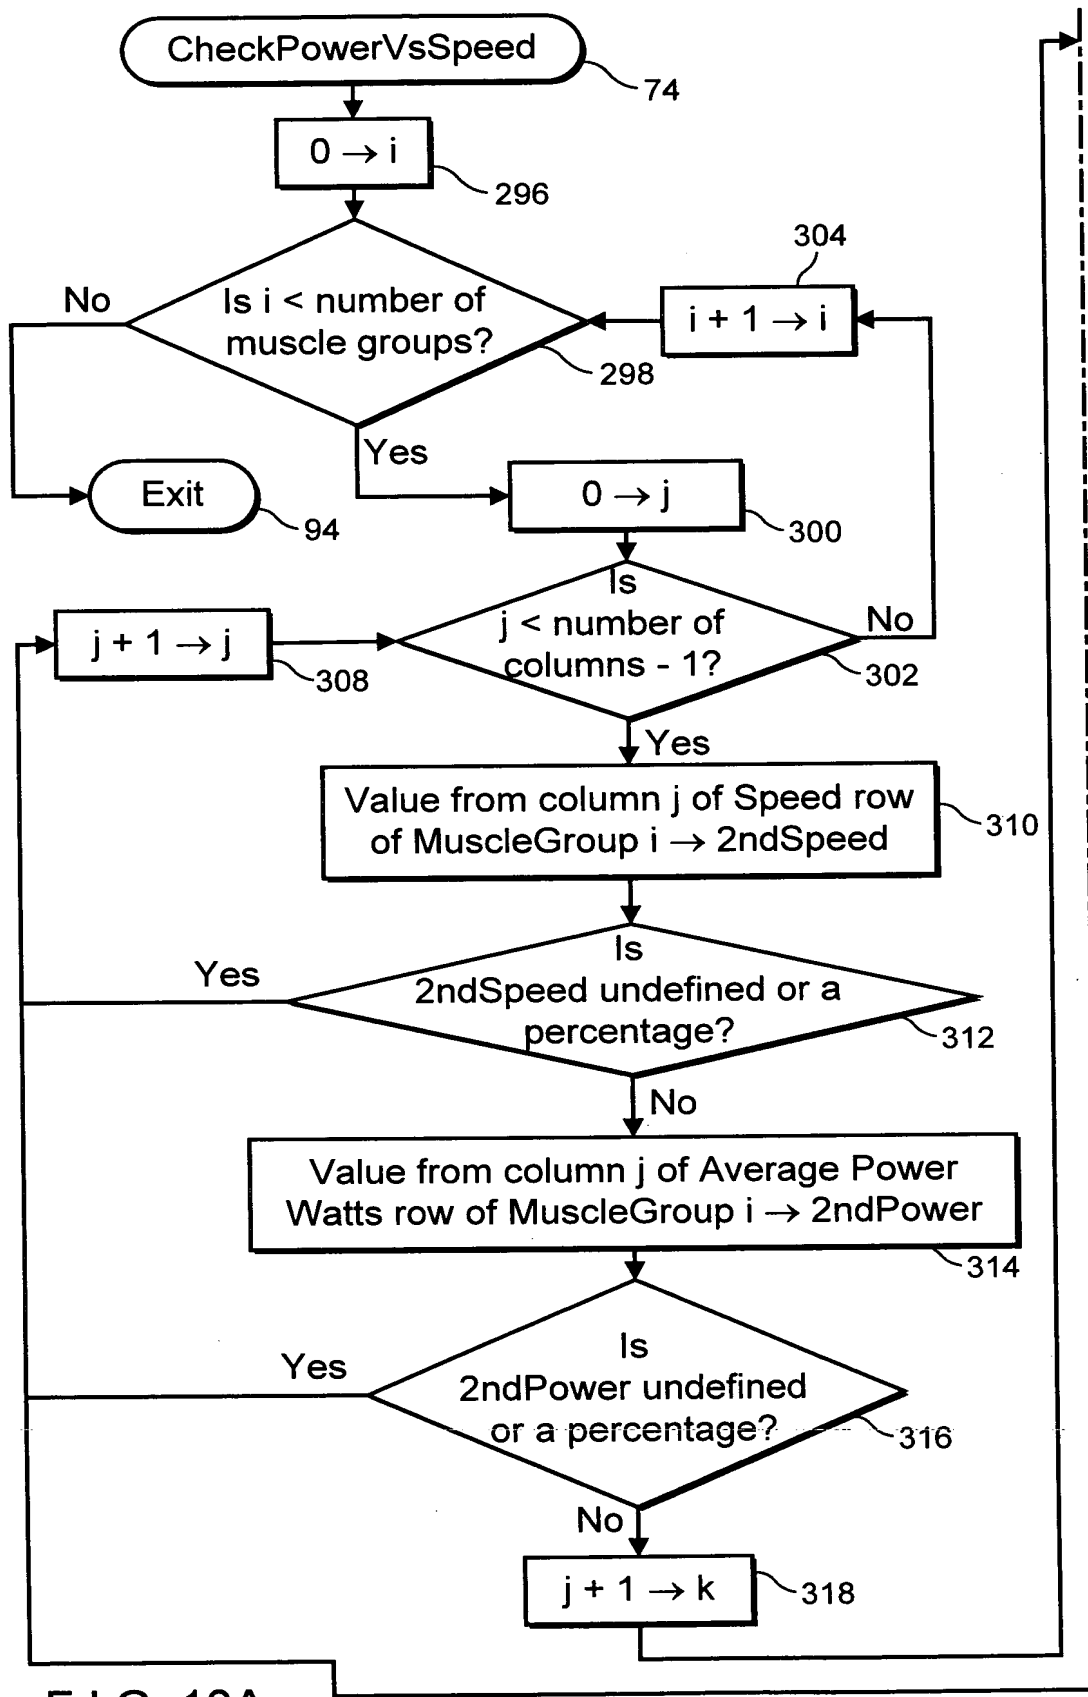 CheckPowerVsSpeed
74
0 → i
296
304
No
Is i < number of
muscle groups?
i + 1 → i
298
Yes
Exit
94
0 → j
300
Is
j < number of
columns - 1?
No
j + 1 → j
308
302
Yes
Value from column j of Speed row
of MuscleGroup i → 2ndSpeed
310
Yes
Is
2ndSpeed undefined or a
percentage?
312
No
Value from column j of Average Power
Watts row of MuscleGroup i → 2ndPower
314
Yes
Is
2ndPower undefined
or a percentage?
316
No
j + 1 → k
318